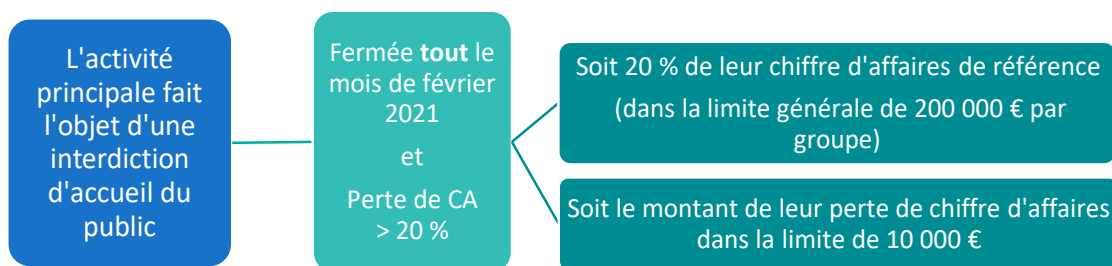 L'activité
principale fait
l'objet d'une
interdiction
d'accueil du
public
Fermée tout le
mois de février
2021
et
Perte de CA
> 20 %
Soit 20 % de leur chiffre d'affaires de référence
(dans la limite générale de 200 000 € par
groupe)
Soit le montant de leur perte de chiffre d'affaires
dans la limite de 10 000 €